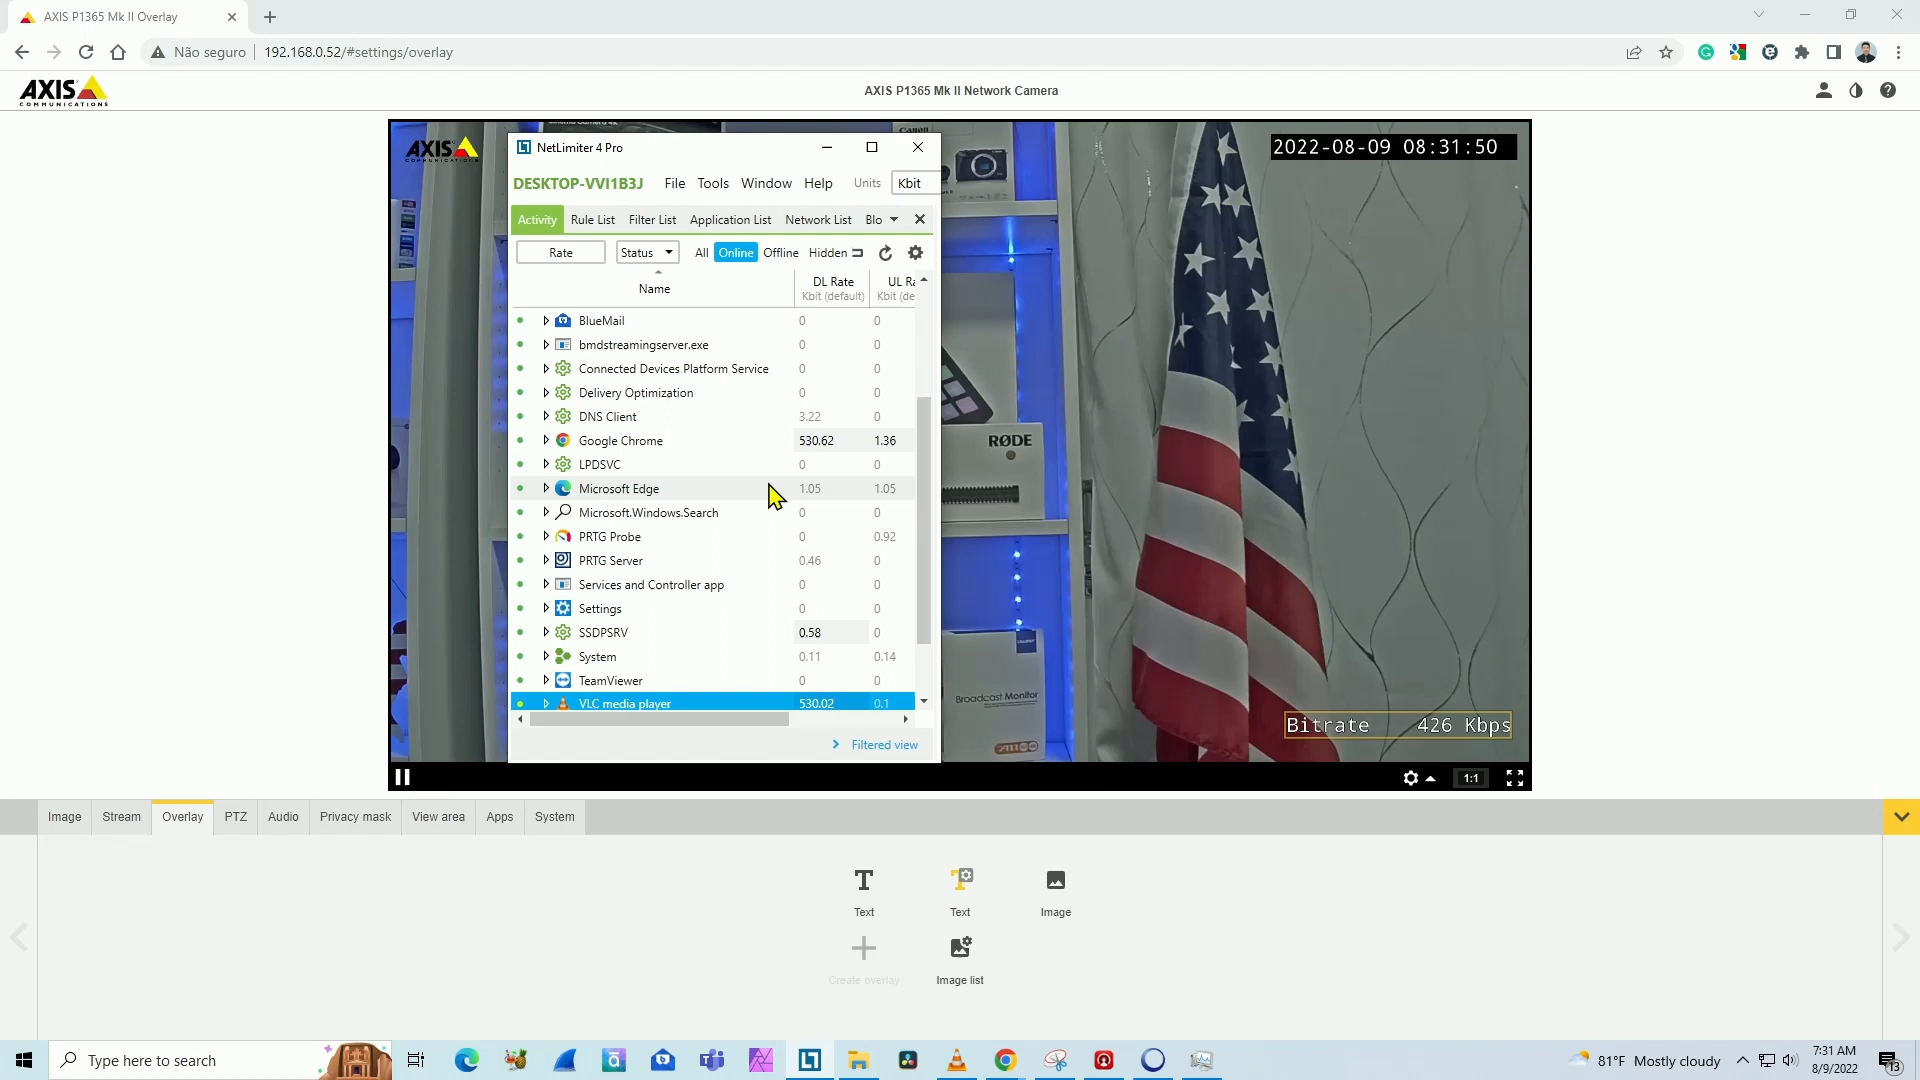 AXIS P1365 Mk II Overlay
Não seguro
192.168.0.52/#settings/overlay
AXIS
COMMUNICATIONS
AXIS P1365 Mk II Network Camera
AXIS
COMMUNICATIONS
Canon
2022-08-09 08:31:50
NetLimiter 4 Pro
DESKTOP-VVI1B3J File Tools Window Help Units Kbit
Activity Rule List Filter List Application List Network List Blo
Rate Status All Online Offline Hidden
Name DL Rate UL Ra
Kbit (default) Kbit (de
BlueMail 0 0
bmdstreamingserver.exe 0 0
Connected Devices Platform Service 0 0
Delivery Optimization 0 0
DNS Client 3.22 0
Google Chrome 530.62 1.36
LPDSVC 0 0
Microsoft Edge 1.05 1.05
Microsoft.Windows.Search 0 0
PRTG Probe 0 0.92
PRTG Server 0.46 0
Services and Controller app 0 0
Settings 0 0
SSDPSRV 0.58 0
System 0.11 0.14
TeamViewer 0 0
VLC media player 530.02 0.1
Filtered view
RØDE
Broadcast Monitor
Bitrate 426 Kbps
1:1
Image Stream Overlay PTZ Audio Privacy mask View area Apps System
Text Text Image
Create overlay Image list
Type here to search
81°F Mostly cloudy
7:31 AM
8/9/2022
13